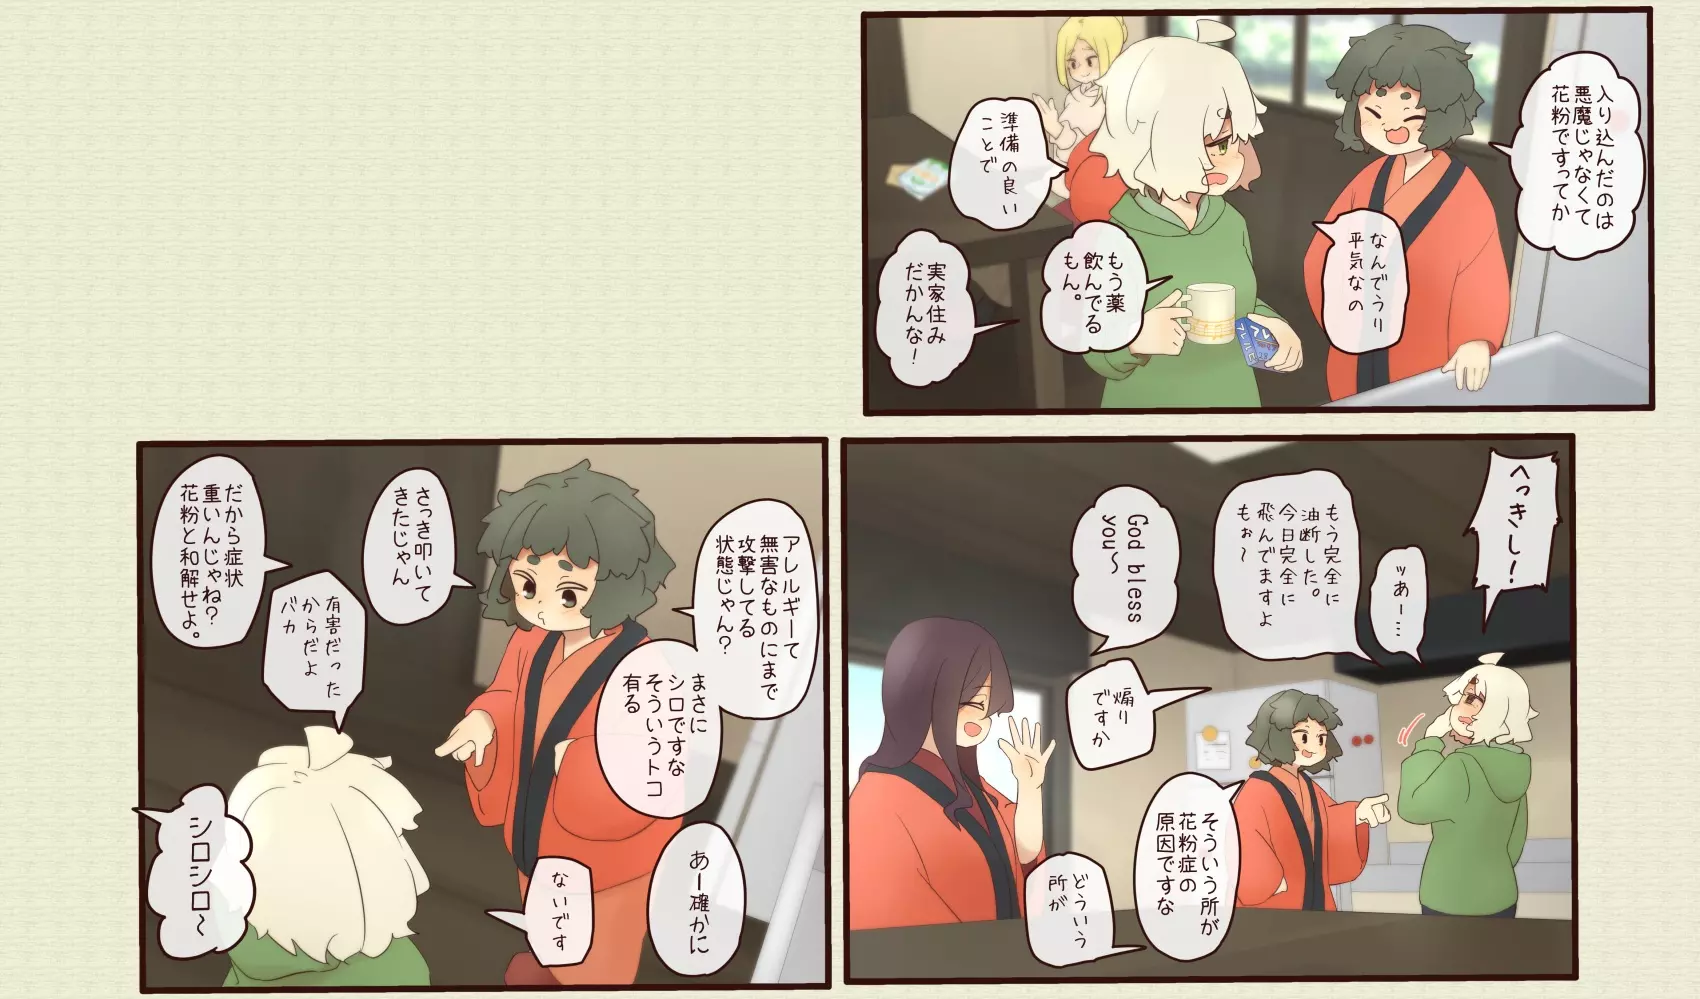 入り込んだのは
悪魔じゃなくて
花粉ですってか
なんでうり
平気なの
もう薬
飲んでる
もん。
準備の良い
ことで
実家住み
だかんな！
アレルビ
へっきし！
ッあー…
もう完全に
油断した。
今日完全に
飛んでますよ
もぉ〜
God bless
you〜
煽り
ですか
そういう所が
花粉症の
原因ですな
どういう
所が
アレルギーて
無害なものにまで
攻撃してる
状態じゃん？
まさに
シロですな
そういうトコ
有る
あー確かに
ないです
さっき叩いて
きたじゃん
有害だった
からだよ
バカ
だから症状
重いんじゃね？
花粉と和解せよ。
シロシロ〜